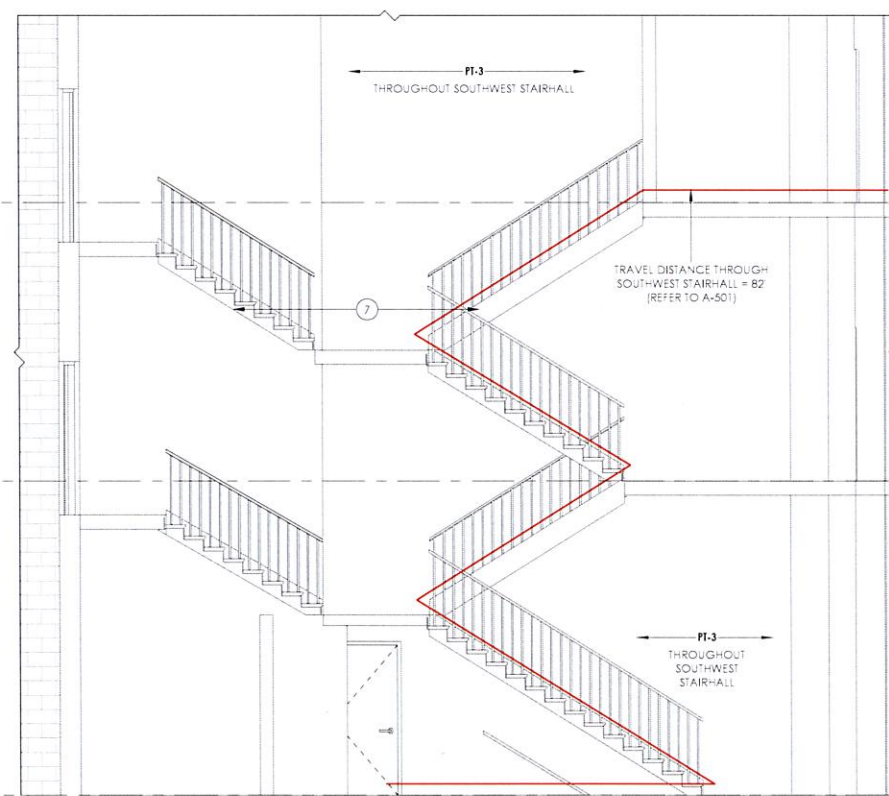 PT-3
THROUGHOUT SOUTHWEST STAIRHALL
TRAVEL DISTANCE THROUGH
SOUTHWEST STAIRHALL = 82'
(REFER TO A-501)
7
PT-3
THROUGHOUT
SOUTHWEST
STAIRHALL